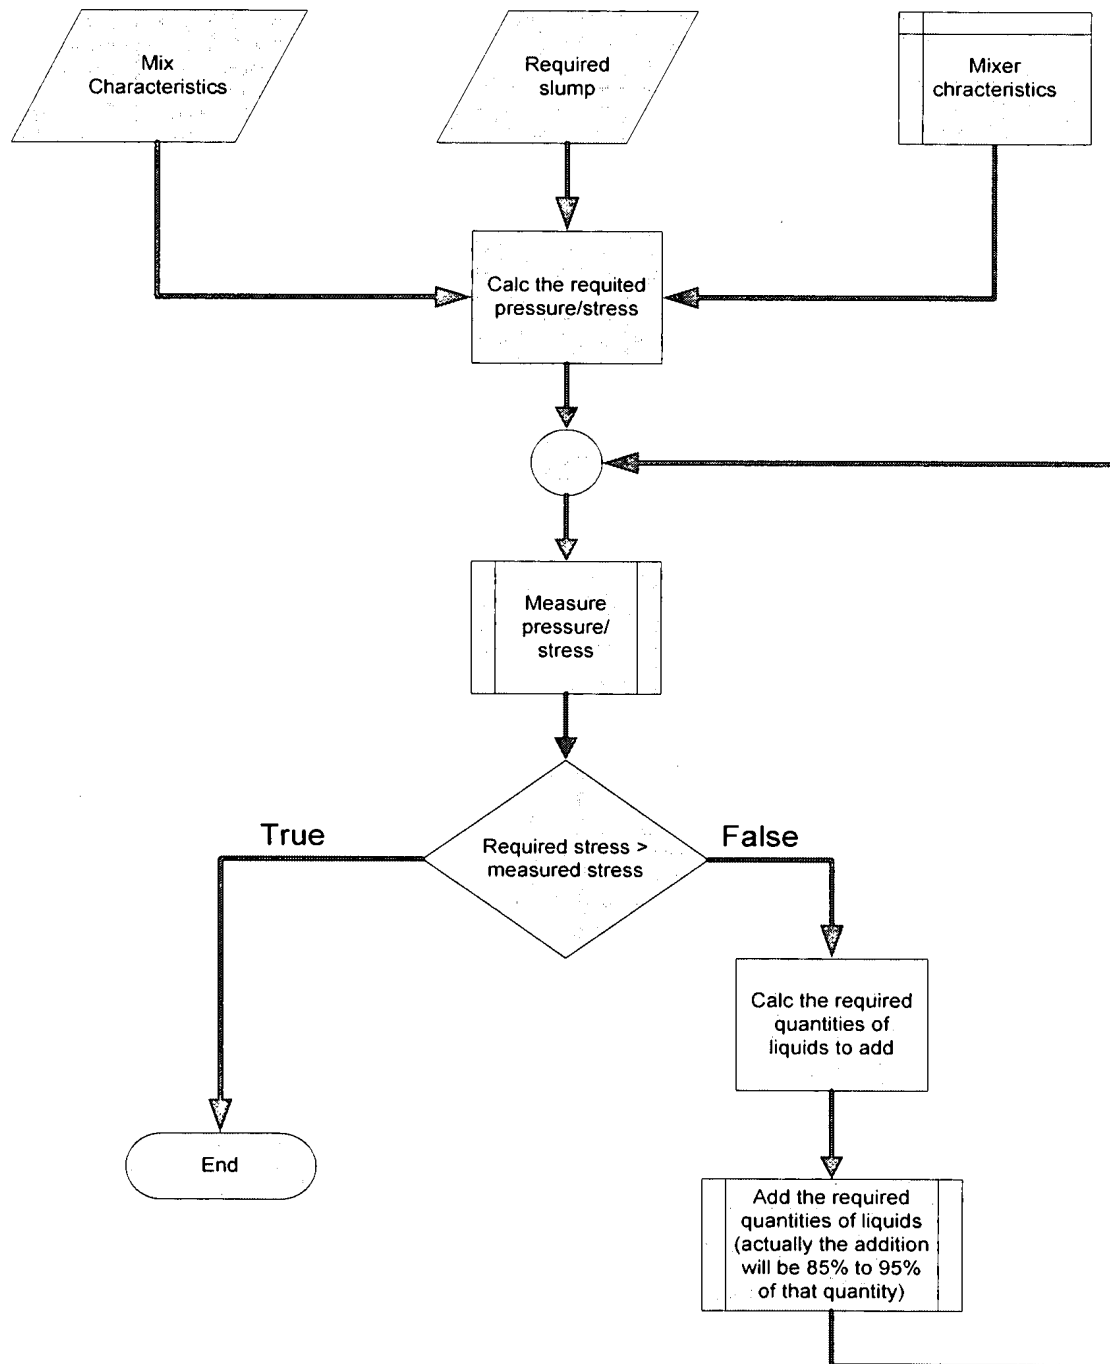 Mix
Characteristics
Required
slump
Mixer
chracteristics
Calc the requited
pressure/stress
Measure
pressure/
stress
True
False
Required stress >
measured stress
Calc the required
quantities of
liquids to add
End
Add the required
quantities of liquids
(actually the addition
will be 85% to 95%
of that quantity)